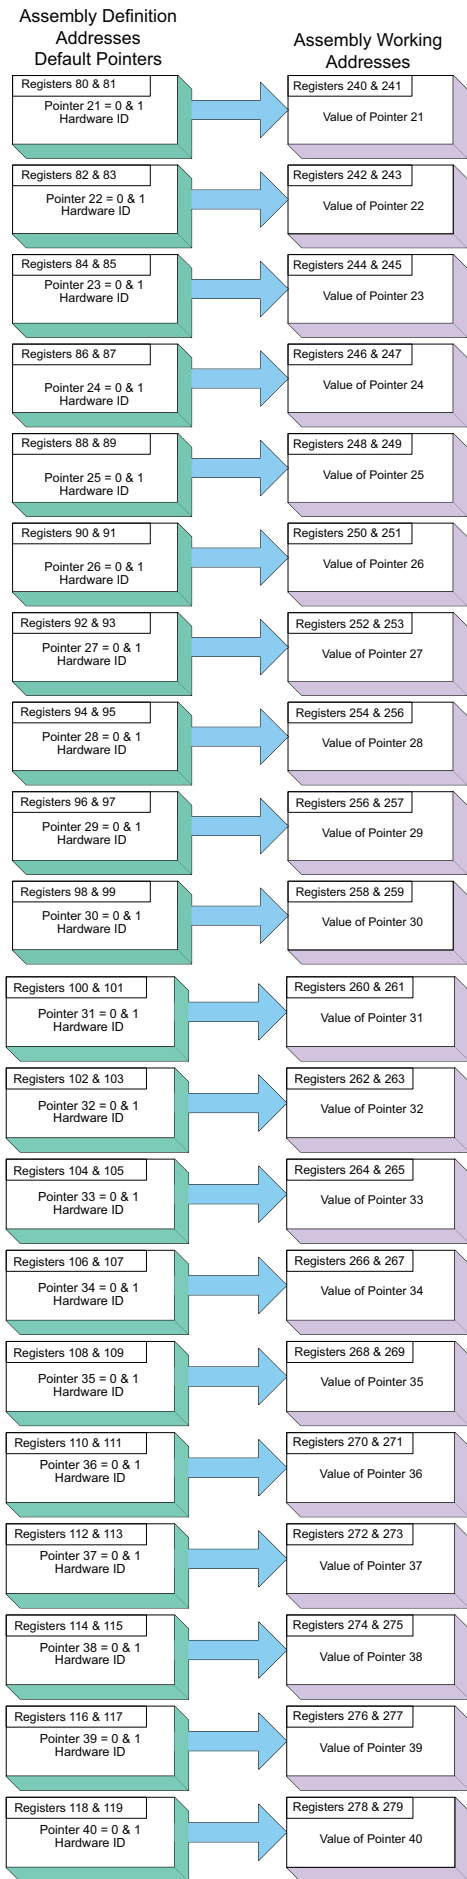 Assembly Definition
Addresses
Default Pointers
Assembly Working
Addresses
Registers 80 & 81
Pointer 21 = 0 & 1
Hardware ID
Registers 240 & 241
Value of Pointer 21
Registers 82 & 83
Pointer 22 = 0 & 1
Hardware ID
Registers 242 & 243
Value of Pointer 22
Registers 84 & 85
Pointer 23 = 0 & 1
Hardware ID
Registers 244 & 245
Value of Pointer 23
Registers 86 & 87
Pointer 24 = 0 & 1
Hardware ID
Registers 246 & 247
Value of Pointer 24
Registers 88 & 89
Pointer 25 = 0 & 1
Hardware ID
Registers 248 & 249
Value of Pointer 25
Registers 90 & 91
Pointer 26 = 0 & 1
Hardware ID
Registers 250 & 251
Value of Pointer 26
Registers 92 & 93
Pointer 27 = 0 & 1
Hardware ID
Registers 252 & 253
Value of Pointer 27
Registers 94 & 95
Pointer 28 = 0 & 1
Hardware ID
Registers 254 & 256
Value of Pointer 28
Registers 96 & 97
Pointer 29 = 0 & 1
Hardware ID
Registers 256 & 257
Value of Pointer 29
Registers 98 & 99
Pointer 30 = 0 & 1
Hardware ID
Registers 258 & 259
Value of Pointer 30
Registers 100 & 101
Pointer 31 = 0 & 1
Hardware ID
Registers 260 & 261
Value of Pointer 31
Registers 102 & 103
Pointer 32 = 0 & 1
Hardware ID
Registers 262 & 263
Value of Pointer 32
Registers 104 & 105
Pointer 33 = 0 & 1
Hardware ID
Registers 264 & 265
Value of Pointer 33
Registers 106 & 107
Pointer 34 = 0 & 1
Hardware ID
Registers 266 & 267
Value of Pointer 34
Registers 108 & 109
Pointer 35 = 0 & 1
Hardware ID
Registers 268 & 269
Value of Pointer 35
Registers 110 & 111
Pointer 36 = 0 & 1
Hardware ID
Registers 270 & 271
Value of Pointer 36
Registers 112 & 113
Pointer 37 = 0 & 1
Hardware ID
Registers 272 & 273
Value of Pointer 37
Registers 114 & 115
Pointer 38 = 0 & 1
Hardware ID
Registers 274 & 275
Value of Pointer 38
Registers 116 & 117
Pointer 39 = 0 & 1
Hardware ID
Registers 276 & 277
Value of Pointer 39
Registers 118 & 119
Pointer 40 = 0 & 1
Hardware ID
Registers 278 & 279
Value of Pointer 40